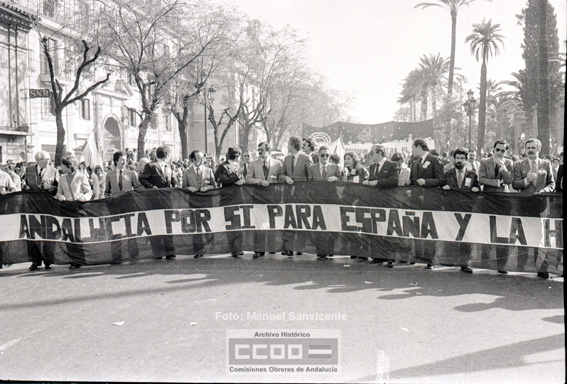 ANDALUCIA POR SI PARA ESPAÑA Y LA H
Foto: Manuel Sanvicente
Archivo Histórico
CCOO
Comisiones Obreras de Andalucía